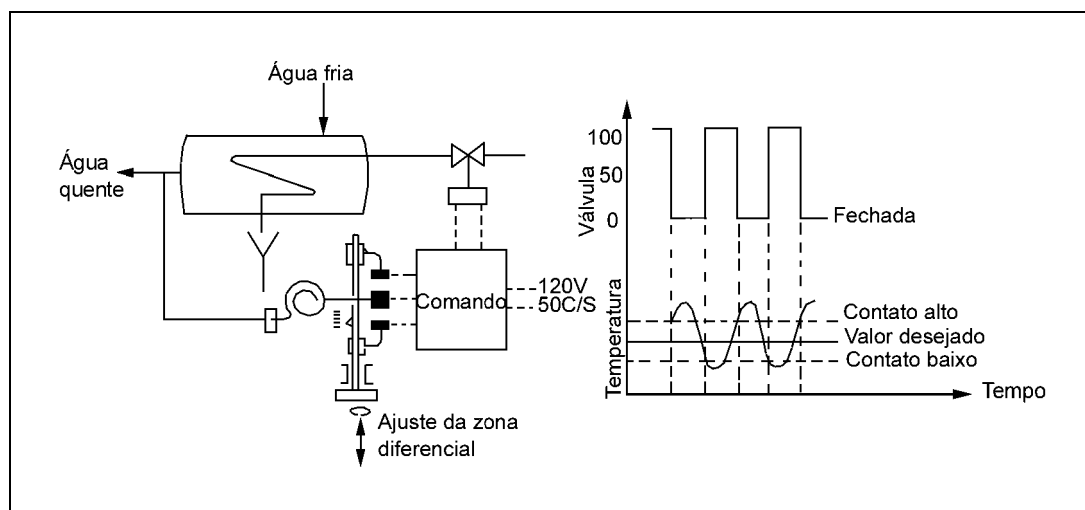 Água fria
Água
quente
Comando
120V
50C/S
Ajuste da zona
diferencial
Válvula
100
50
0
Fechada
Temperatura
Contato alto
Valor desejado
Contato baixo
Tempo